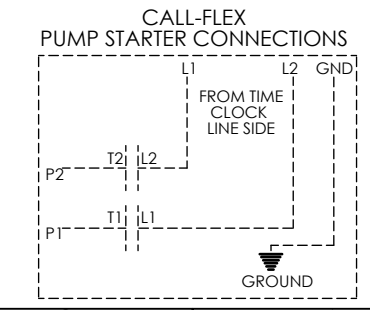 CALL-FLEX
PUMP STARTER CONNECTIONS
L1 L2 GND
FROM TIME
CLOCK
LINE SIDE
T2 L2
P2
T1 L1
P1
GROUND